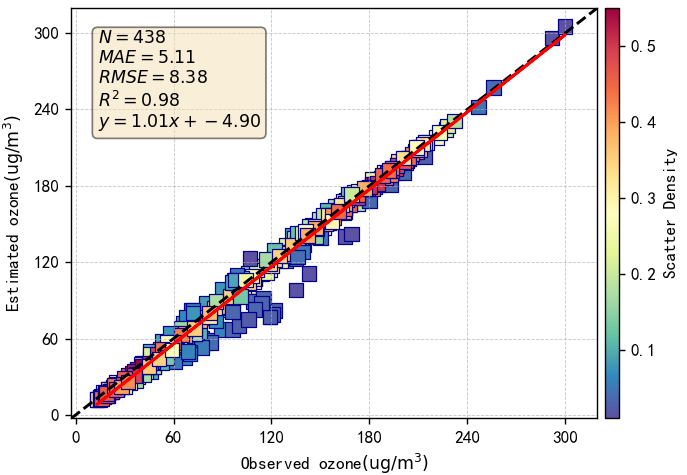 N = 438
MAE = 5.11
RMSE = 8.38
R² = 0.98
y = 1.01x + −4.90
300
240
180
120
60
0
0 60 120 180 240 300
Estimated ozone(ug/m³)
Observed ozone(ug/m³)
0.5
0.4
0.3
0.2
0.1
Scatter Density